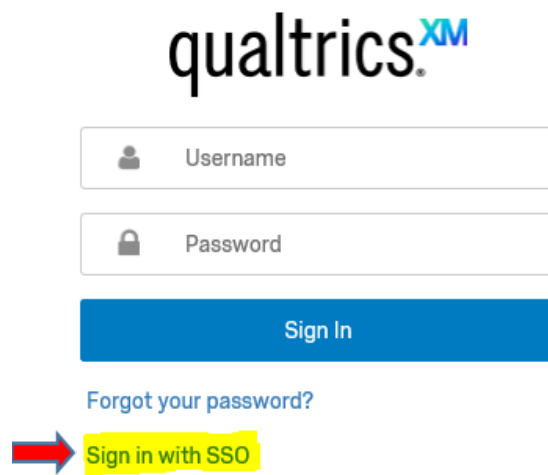 qualtrics.XM
Username
Password
Sign In
Forgot your password?
Sign in with SSO